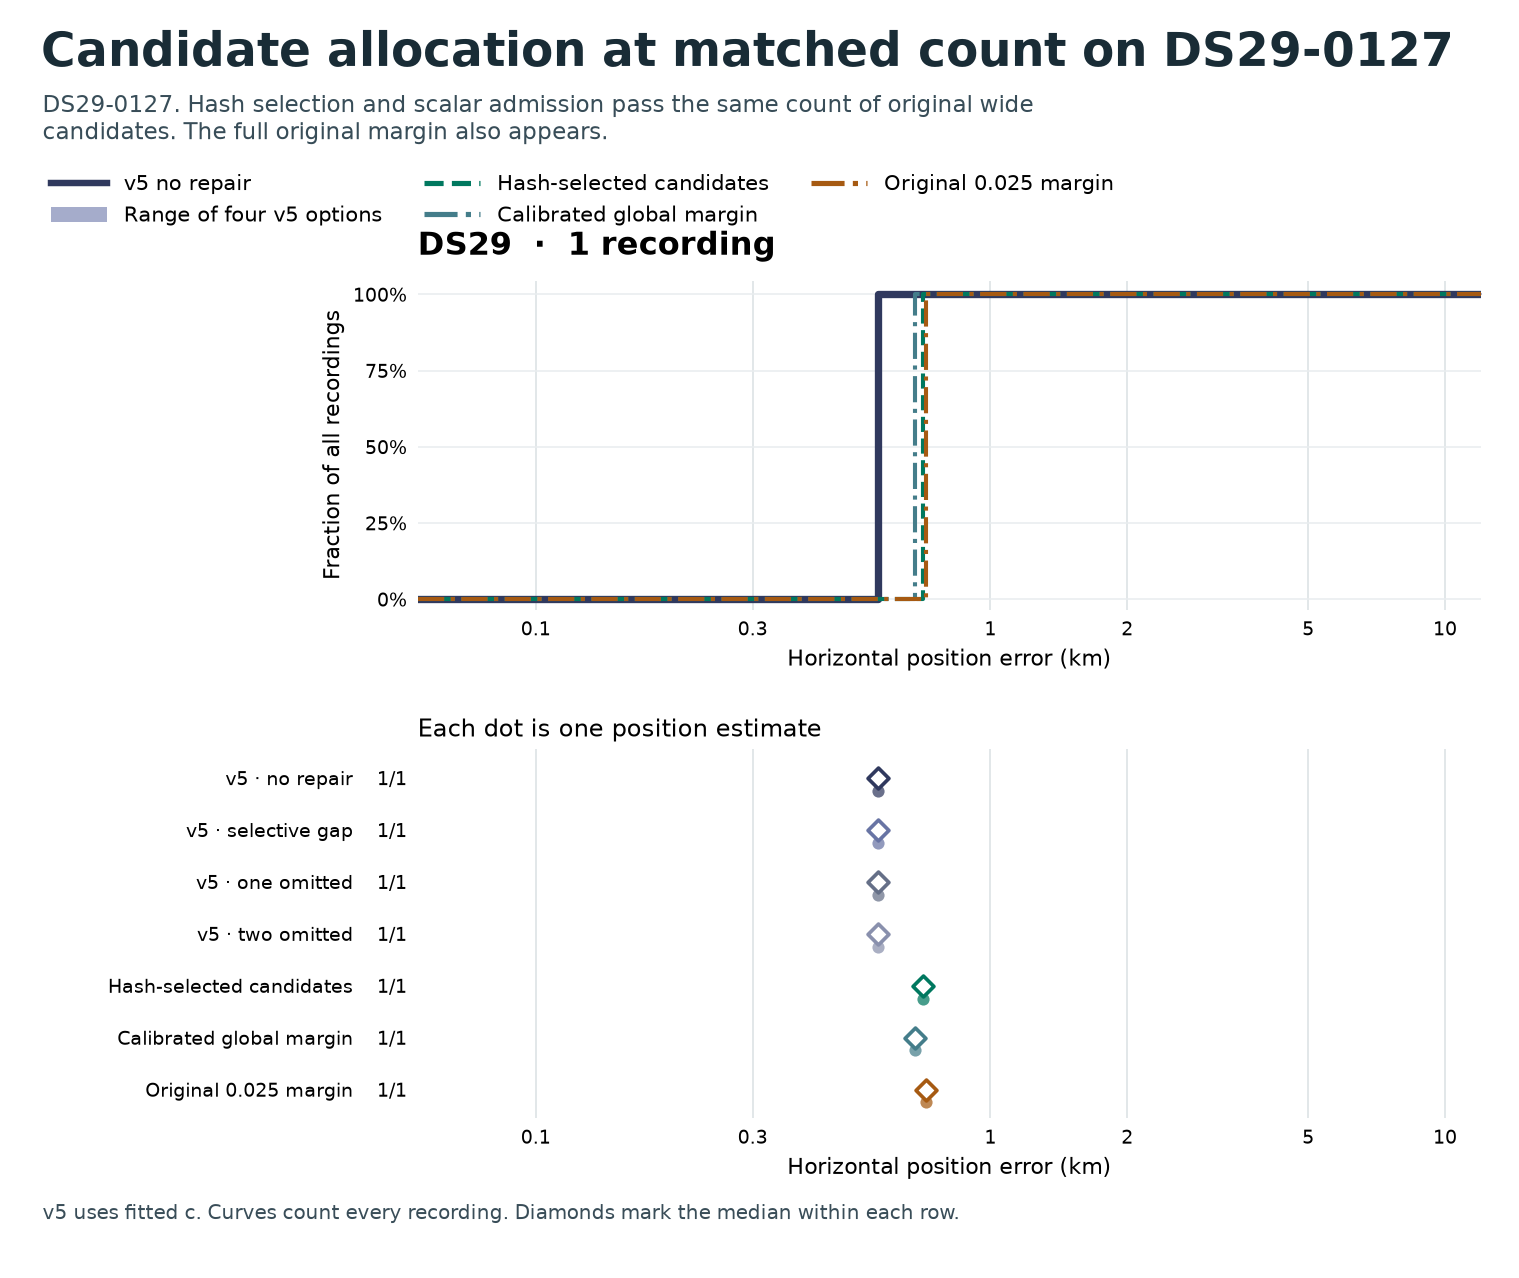 Candidate allocation at matched count on DS29-0127
DS29-0127. Hash selection and scalar admission pass the same count of original wide
candidates. The full original margin also appears.
v5 no repair
Range of four v5 options
Hash-selected candidates
Calibrated global margin
Original 0.025 margin
DS29 · 1 recording
Fraction of all recordings
100%
75%
50%
25%
0%
0.1 0.3 1 2 5 10
Horizontal position error (km)
Each dot is one position estimate
v5 · no repair 1/1
v5 · selective gap 1/1
v5 · one omitted 1/1
v5 · two omitted 1/1
Hash-selected candidates 1/1
Calibrated global margin 1/1
Original 0.025 margin 1/1
0.1 0.3 1 2 5 10
Horizontal position error (km)
v5 uses fitted c. Curves count every recording. Diamonds mark the median within each row.